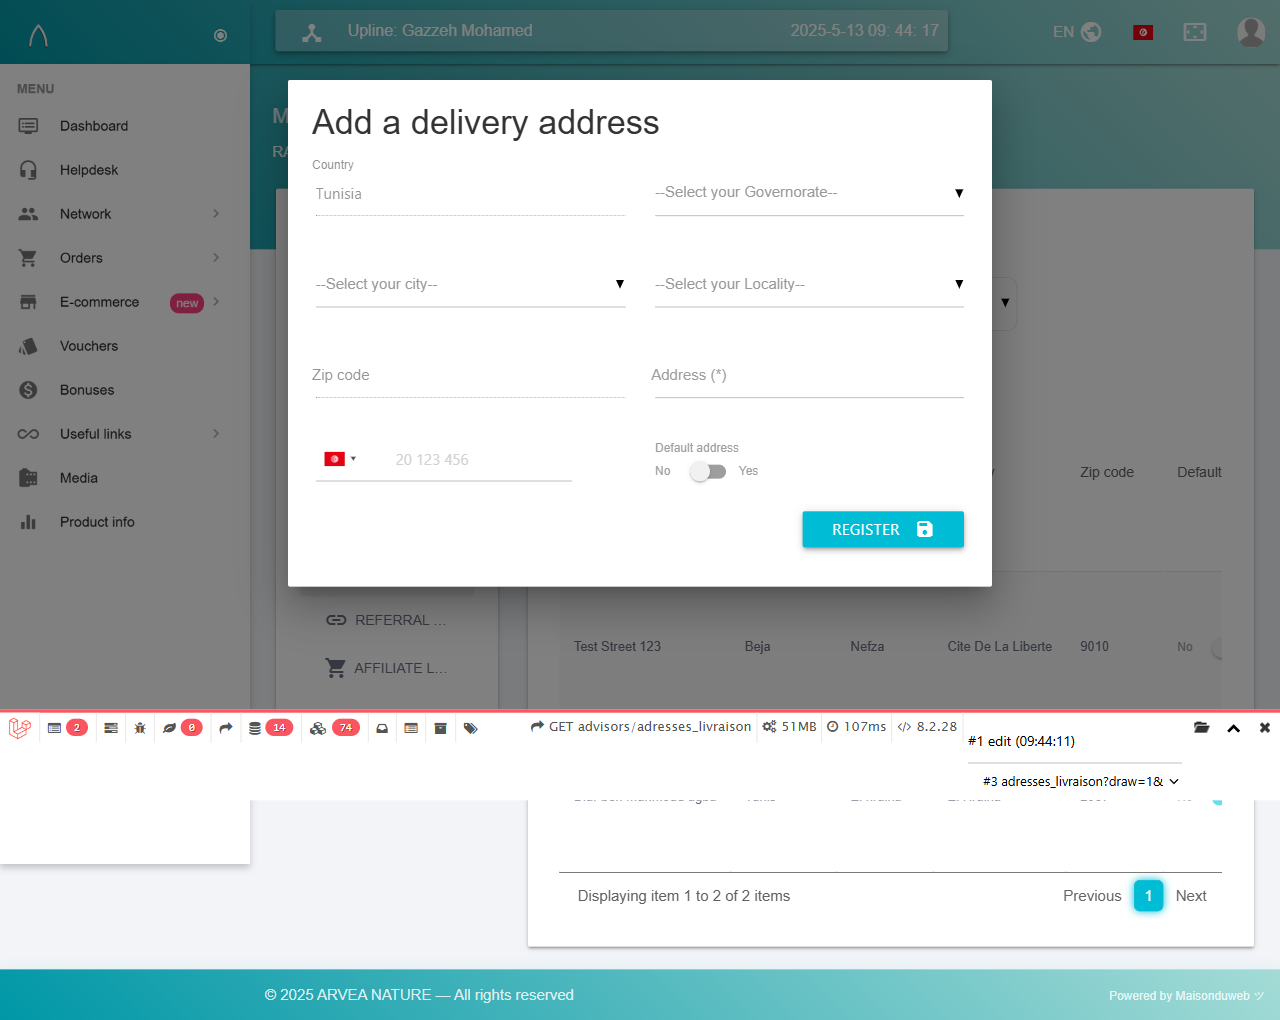 Upline: Gazzeh Mohamed
2025-5-13 09: 44: 17
EN
MENU
Dashboard
Helpdesk
Network
Orders
E-commerce
new
Vouchers
Bonuses
Useful links
Media
Product info
M
RA
Add a delivery address
Country
Tunisia
--Select your Governorate--
--Select your city--
--Select your Locality--
Zip code
Address (*)
20 123 456
Default address
No
Yes
REGISTER
Zip code
Default
REFERRAL ...
AFFILIATE L...
Test Street 123
Beja
Nefza
Cite De La Liberte
9010
No
2
0
14
74
GET advisors/adresses_livraison
51MB
107ms
8.2.28
#1 edit (09:44:11)
#3 adresses_livraison?draw=1&
Displaying item 1 to 2 of 2 items
Previous
1
Next
© 2025 ARVEA NATURE — All rights reserved
Powered by Maisonduweb ツ